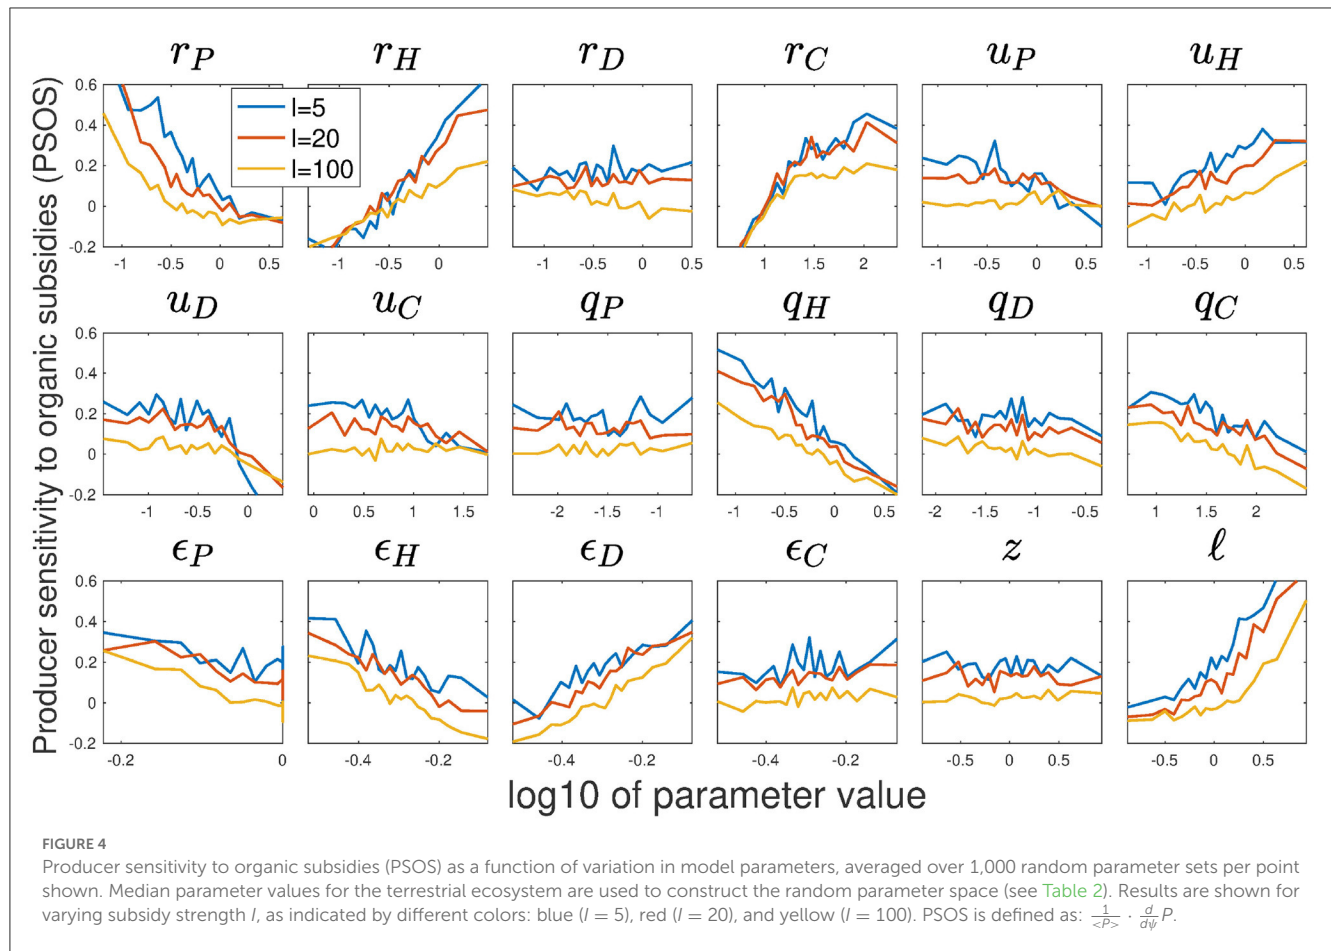 r_P r_H r_D r_C u_P u_H
0.6 0.4 0.2 0 -0.2
I=5
I=20
I=100
-1 -0.5 0 0.5 -1 -0.5 0 -1 -0.5 0 0.5 1 1.5 2 -1 -0.5 0 0.5 -1 -0.5 0 0.5
u_D u_C q_P q_H q_D q_C
0.6 0.4 0.2 0 -0.2
-1 -0.5 0 0 0.5 1 1.5 -2 -1.5 -1 -1 -0.5 0 0.5 -2 -1.5 -1 -0.5 1 1.5 2
ϵ_P ϵ_H ϵ_D ϵ_C z ℓ
0.6 0.4 0.2 0 -0.2
-0.2 0 -0.4 -0.2 -0.4 -0.2 -0.4 -0.2 -0.5 0 0.5 -0.5 0 0.5
Producer sensitivity to organic subsidies (PSOS)
log10 of parameter value
FIGURE 4
Producer sensitivity to organic subsidies (PSOS) as a function of variation in model parameters, averaged over 1,000 random parameter sets per point
shown. Median parameter values for the terrestrial ecosystem are used to construct the random parameter space (see Table 2). Results are shown for
varying subsidy strength I, as indicated by different colors: blue (I = 5), red (I = 20), and yellow (I = 100). PSOS is defined as: 1/<P> · d/dψ P.